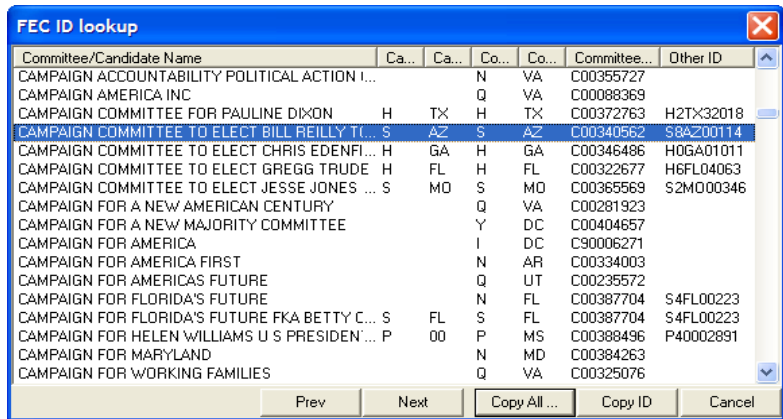 FEC ID lookup
Committee/Candidate Name Ca... Ca... Co... Co... Committee... Other ID
CAMPAIGN ACCOUNTABILITY POLITICAL ACTION (... N VA C00355727
CAMPAIGN AMERICA INC Q VA C00088369
CAMPAIGN COMMITTEE FOR PAULINE DIXON H TX H TX C00372763 H2TX32018
CAMPAIGN COMMITTEE TO ELECT BILL REILLY T(... S AZ S AZ C00340562 S8AZ00114
CAMPAIGN COMMITTEE TO ELECT CHRIS EDENFI... H GA H GA C00346486 H0GA01011
CAMPAIGN COMMITTEE TO ELECT GREGG TRUDE H FL H FL C00322677 H6FL04063
CAMPAIGN COMMITTEE TO ELECT JESSE JONES ... S MO S MO C00365569 S2MO00346
CAMPAIGN FOR A NEW AMERICAN CENTURY Q VA C00281923
CAMPAIGN FOR A NEW MAJORITY COMMITTEE Y DC C00404657
CAMPAIGN FOR AMERICA I DC C90006271
CAMPAIGN FOR AMERICA FIRST N AR C00334003
CAMPAIGN FOR AMERICAS FUTURE Q UT C00235572
CAMPAIGN FOR FLORIDA'S FUTURE N FL C00387704 S4FL00223
CAMPAIGN FOR FLORIDA'S FUTURE FKA BETTY C... S FL S FL C00387704 S4FL00223
CAMPAIGN FOR HELEN WILLIAMS U S PRESIDEN... P 00 P MS C00388496 P40002891
CAMPAIGN FOR MARYLAND N MD C00384263
CAMPAIGN FOR WORKING FAMILIES Q VA C00325076
Prev Next Copy All ... Copy ID Cancel